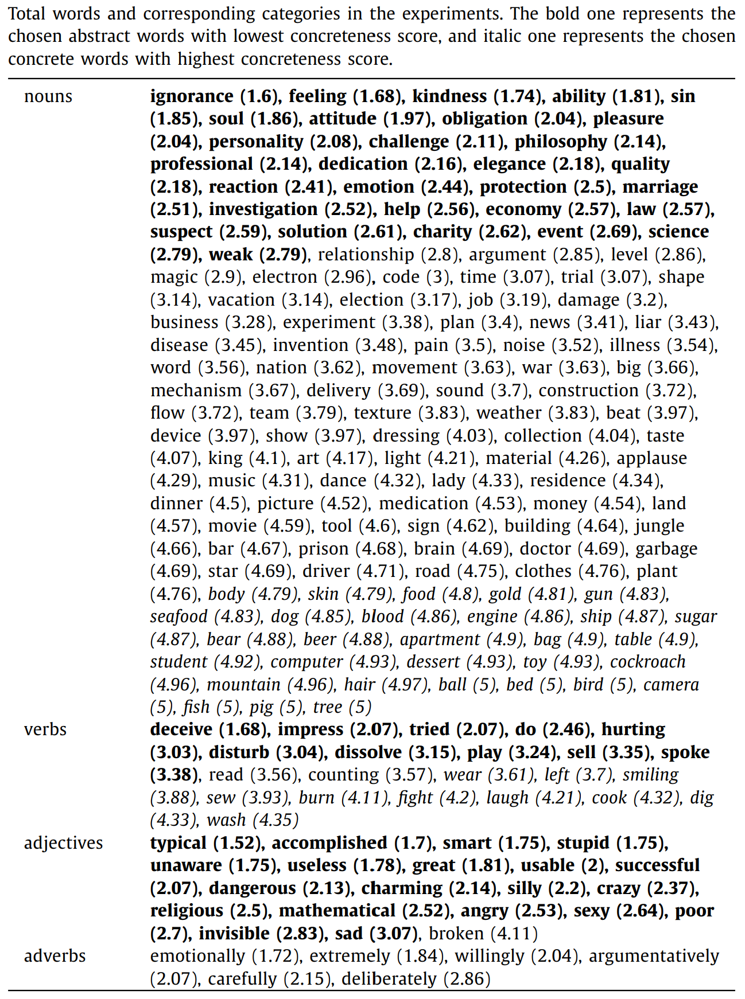 Total words and corresponding categories in the experiments. The bold one represents the
chosen abstract words with lowest concreteness score, and italic one represents the chosen
concrete words with highest concreteness score.
nouns ignorance (1.6), feeling (1.68), kindness (1.74), ability (1.81), sin
(1.85), soul (1.86), attitude (1.97), obligation (2.04), pleasure
(2.04), personality (2.08), challenge (2.11), philosophy (2.14),
professional (2.14), dedication (2.16), elegance (2.18), quality
(2.18), reaction (2.41), emotion (2.44), protection (2.5), marriage
(2.51), investigation (2.52), help (2.56), economy (2.57), law (2.57),
suspect (2.59), solution (2.61), charity (2.62), event (2.69), science
(2.79), weak (2.79), relationship (2.8), argument (2.85), level (2.86),
magic (2.9), electron (2.96), code (3), time (3.07), trial (3.07), shape
(3.14), vacation (3.14), election (3.17), job (3.19), damage (3.2),
business (3.28), experiment (3.38), plan (3.4), news (3.41), liar (3.43),
disease (3.45), invention (3.48), pain (3.5), noise (3.52), illness (3.54),
word (3.56), nation (3.62), movement (3.63), war (3.63), big (3.66),
mechanism (3.67), delivery (3.69), sound (3.7), construction (3.72),
flow (3.72), team (3.79), texture (3.83), weather (3.83), beat (3.97),
device (3.97), show (3.97), dressing (4.03), collection (4.04), taste
(4.07), king (4.1), art (4.17), light (4.21), material (4.26), applause
(4.29), music (4.31), dance (4.32), lady (4.33), residence (4.34),
dinner (4.5), picture (4.52), medication (4.53), money (4.54), land
(4.57), movie (4.59), tool (4.6), sign (4.62), building (4.64), jungle
(4.66), bar (4.67), prison (4.68), brain (4.69), doctor (4.69), garbage
(4.69), star (4.69), driver (4.71), road (4.75), clothes (4.76), plant
(4.76), body (4.79), skin (4.79), food (4.8), gold (4.81), gun (4.83),
seafood (4.83), dog (4.85), blood (4.86), engine (4.86), ship (4.87), sugar
(4.87), bear (4.88), beer (4.88), apartment (4.9), bag (4.9), table (4.9),
student (4.92), computer (4.93), dessert (4.93), toy (4.93), cockroach
(4.96), mountain (4.96), hair (4.97), ball (5), bed (5), bird (5), camera
(5), fish (5), pig (5), tree (5)
verbs deceive (1.68), impress (2.07), tried (2.07), do (2.46), hurting
(3.03), disturb (3.04), dissolve (3.15), play (3.24), sell (3.35), spoke
(3.38), read (3.56), counting (3.57), wear (3.61), left (3.7), smiling
(3.88), sew (3.93), burn (4.11), fight (4.2), laugh (4.21), cook (4.32), dig
(4.33), wash (4.35)
adjectives typical (1.52), accomplished (1.7), smart (1.75), stupid (1.75),
unaware (1.75), useless (1.78), great (1.81), usable (2), successful
(2.07), dangerous (2.13), charming (2.14), silly (2.2), crazy (2.37),
religious (2.5), mathematical (2.52), angry (2.53), sexy (2.64), poor
(2.7), invisible (2.83), sad (3.07), broken (4.11)
adverbs emotionally (1.72), extremely (1.84), willingly (2.04), argumentatively
(2.07), carefully (2.15), deliberately (2.86)